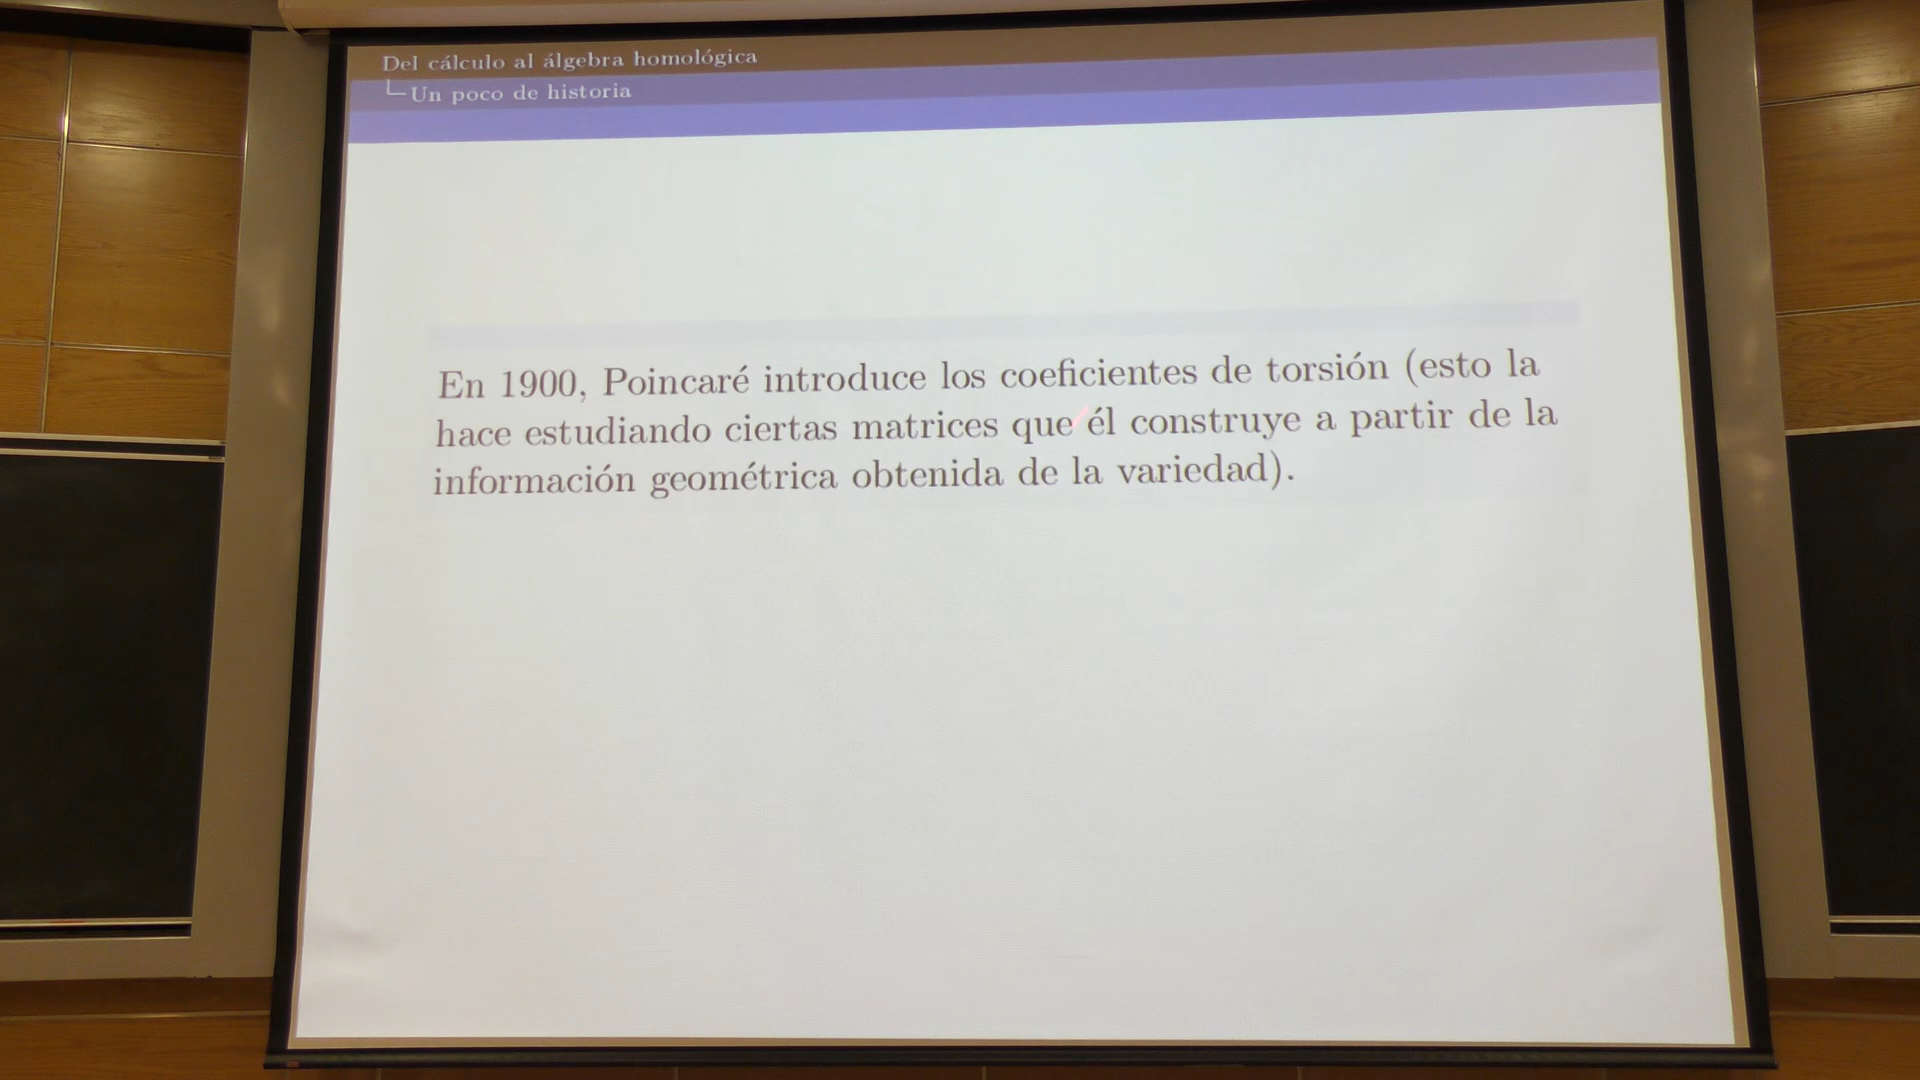 Del cálculo al álgebra homológica
Un poco de historia
En 1900, Poincaré introduce los coeficientes de torsión (esto la
hace estudiando ciertas matrices que él construye a partir de la
información geométrica obtenida de la variedad).